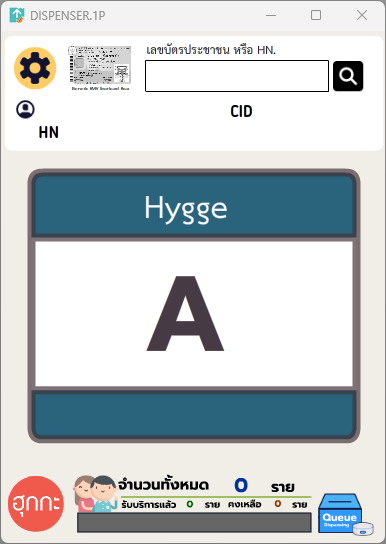 DISPENSER.1P
เลขบัตรประชาชน หรือ HN.
CID
HN
Hygge
A
ฮุกกะ
จำนวนทั้งหมด 0 ราย
รับบริการแล้ว 0 ราย คงเหลือ 0 ราย
Queue
Dispensing